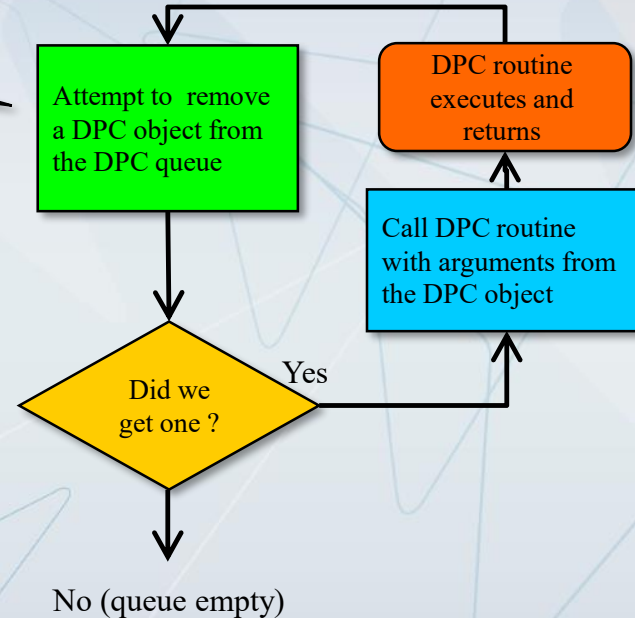 Attempt to remove
a DPC object from
the DPC queue
DPC routine
executes and
returns
Call DPC routine
with arguments from
the DPC object
Did we
get one ?
Yes
No (queue empty)